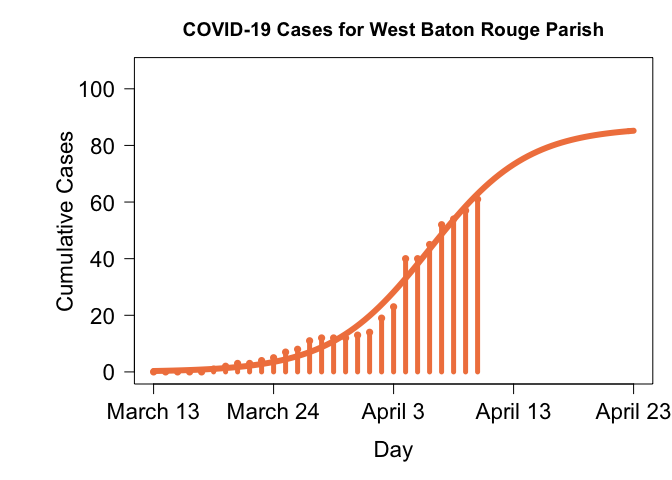 COVID-19 Cases for West Baton Rouge Parish
100
80
60
40
20
0
Cumulative Cases
March 13 March 24 April 3 April 13 April 23
Day